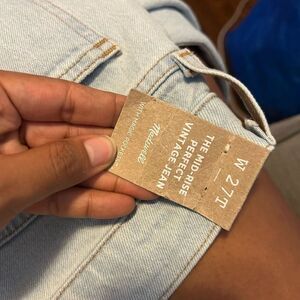 Madewell
THE MID-RISE
PERFECT
VINTAGE JEAN
W 27T